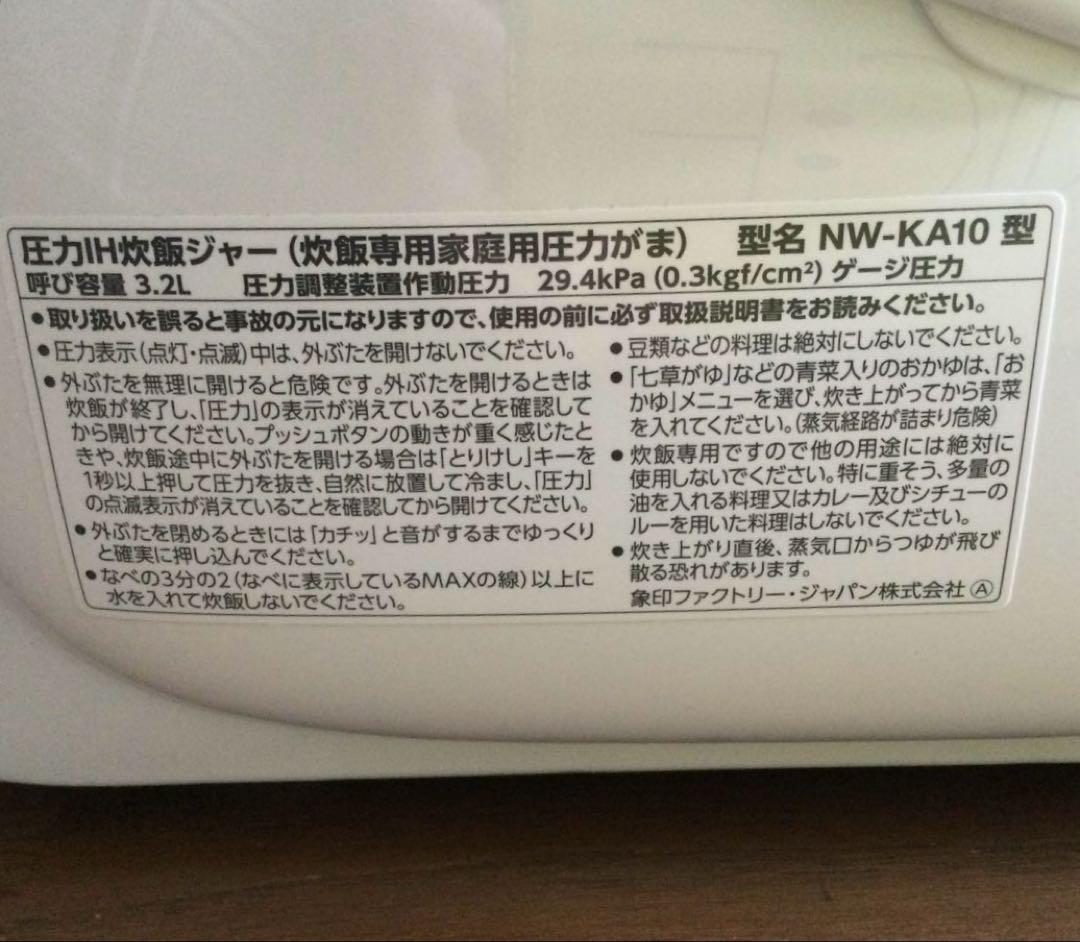 圧力IH炊飯ジャー(炊飯専用家庭用圧力がま) 型名 NW-KA10 型
呼び容量 3.2L 圧力調整装置作動圧力 29.4kPa (0.3kgf/cm²) ゲージ圧力
●取り扱いを誤ると事故の元になりますので、使用の前に必ず取扱説明書をお読みください。
●圧力表示(点灯・点滅)中は、外ぶたを開けないでください。
●外ぶたを無理に開けると危険です。外ぶたを開けるときは
炊飯が終了し、「圧力」の表示が消えていることを確認して
から開けてください。プッシュボタンの動きが重く感じたと
きや、炊飯途中に外ぶたを開ける場合は「とりけし」キーを
1秒以上押して圧力を抜き、自然に放置して冷まし、「圧力」
の点滅表示が消えていることを確認してから開けてください。
●外ぶたを閉めるときには「カチッ」と音がするまでゆっくり
と確実に押し込んでください。
●なべの3分の2(なべに表示しているMAXの線)以上に
水を入れて炊飯しないでください。
●豆類などの料理は絶対にしないでください。
●「七草がゆ」などの青菜入りのおかゆは、「お
かゆ」メニューを選び、炊き上がってから青菜
を入れてください。(蒸気経路が詰まり危険)
●炊飯専用ですので他の用途には絶対に
使用しないでください。特に重そう、多量の
油を入れる料理又はカレー及びシチューの
ルーを用いた料理はしないでください。
●炊き上がり直後、蒸気口からつゆが飛び
散る恐れがあります。
象印ファクトリー・ジャパン株式会社 Ⓐ